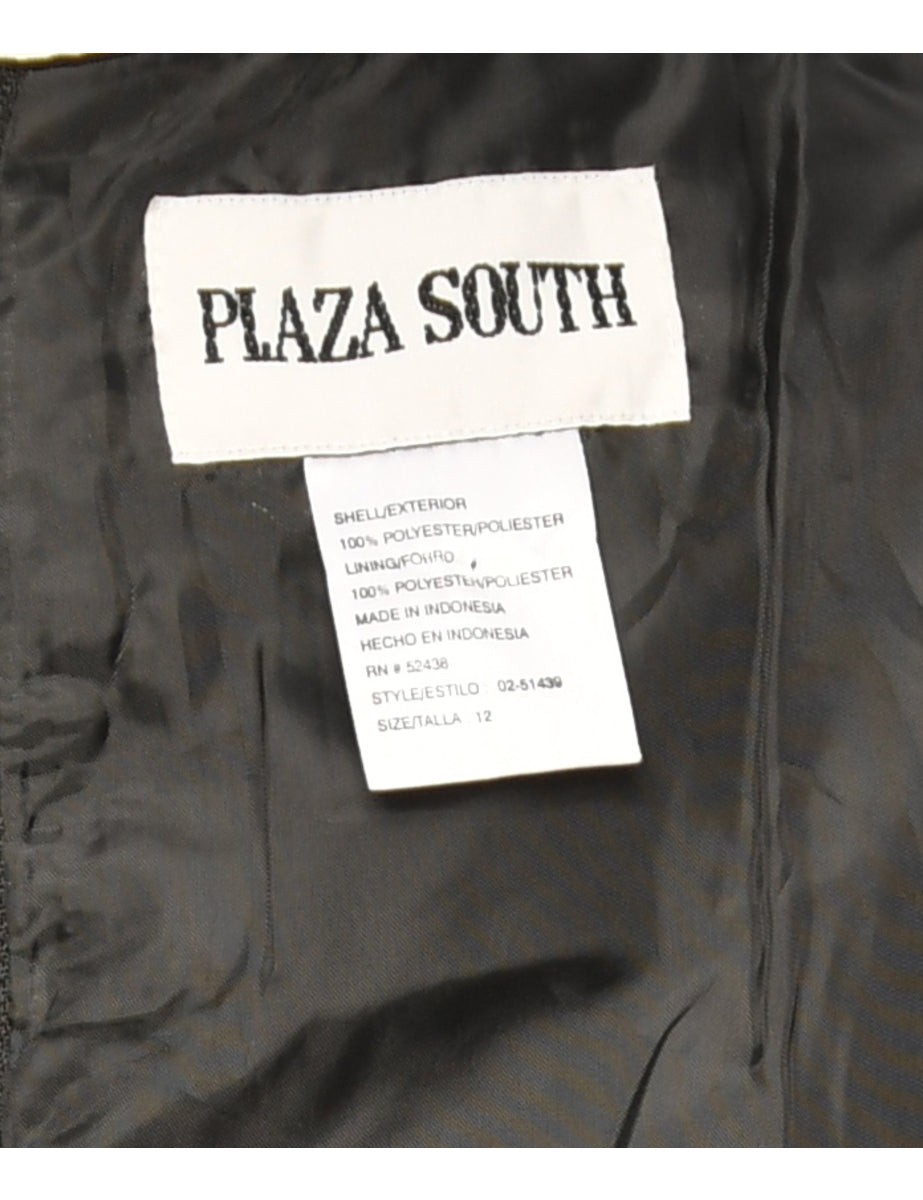 PLAZA SOUTH
SHELL/EXTERIOR
100% POLYESTER/POLIESTER
LINING/FORRO
100% POLYESTER/POLIESTER
MADE IN INDONESIA
HECHO EN INDONESIA
RN # 52438
STYLE/ESTILO : 02-51439
SIZE/TALLA : 12